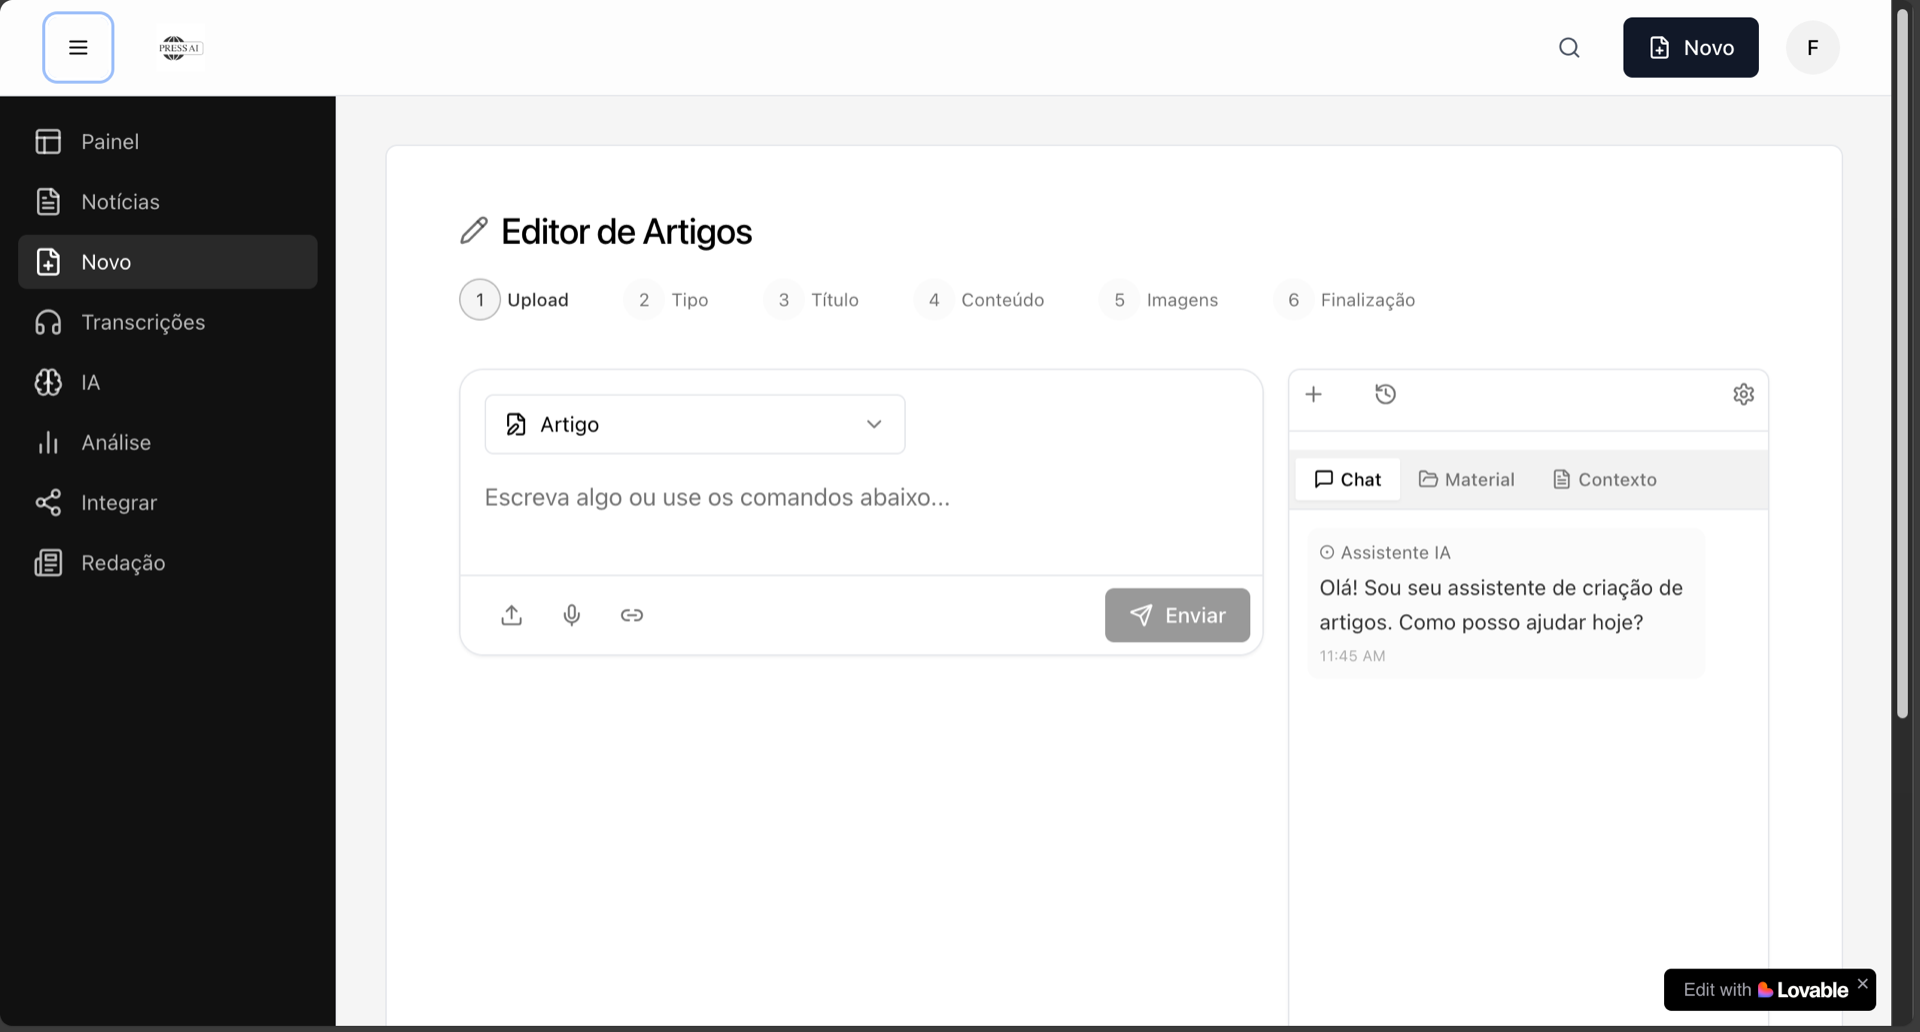 PRESS AI
Novo
F
Painel
Notícias
Novo
Transcrições
IA
Análise
Integrar
Redação
Editor de Artigos
1 Upload 2 Tipo 3 Título 4 Conteúdo 5 Imagens 6 Finalização
Artigo
Escreva algo ou use os comandos abaixo...
Enviar
Chat Material Contexto
Assistente IA
Olá! Sou seu assistente de criação de
artigos. Como posso ajudar hoje?
11:45 AM
Edit with Lovable